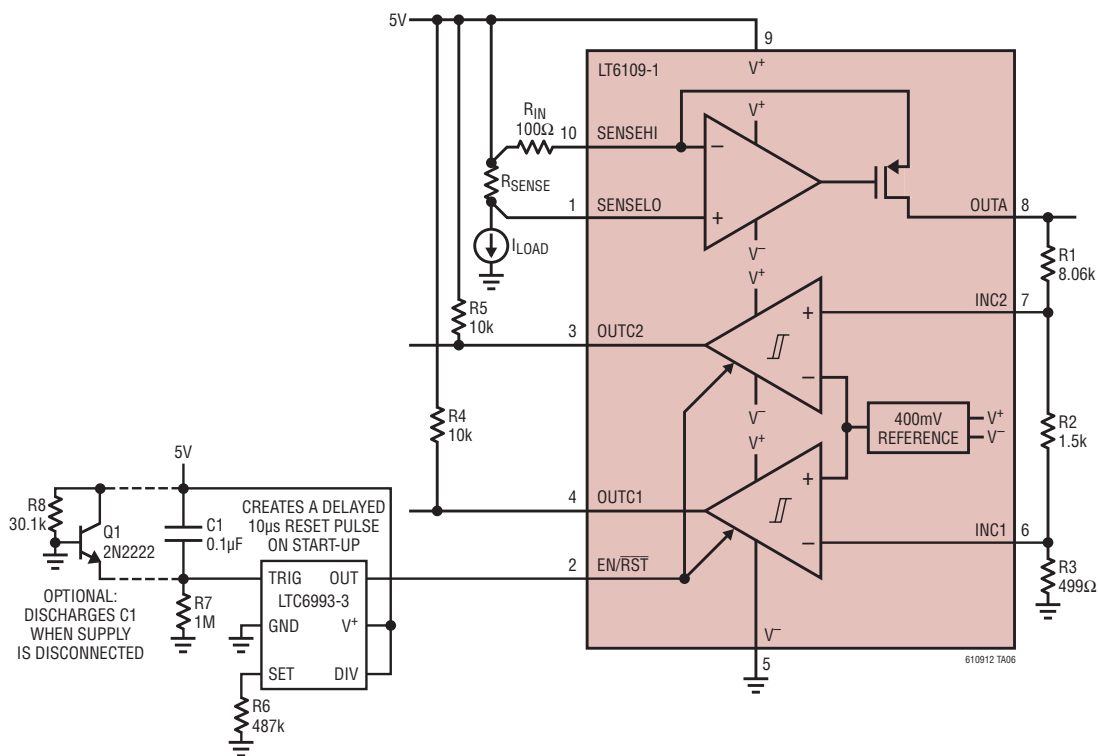 5V
9
LT6109-1
V+
RIN
100Ω
10
SENSEHI
V+
−
RSENSE
1
SENSELO
+
OUTA
8
ILOAD
V−
R1
8.06k
V+
INC2
7
R5
10k
+
3
OUTC2
−
V−
R4
10k
400mV
REFERENCE
V+
V−
R2
1.5k
V+
5V
+
R8
30.1k
Q1
2N2222
C1
0.1µF
CREATES A DELAYED
10µs RESET PULSE
ON START-UP
4
OUTC1
−
INC1
6
2
EN/RST
R3
499Ω
OPTIONAL:
DISCHARGES C1
WHEN SUPPLY
IS DISCONNECTED
R7
1M
TRIG
OUT
LTC6993-3
GND
V+
SET
DIV
V−
5
610912 TA06
R6
487k